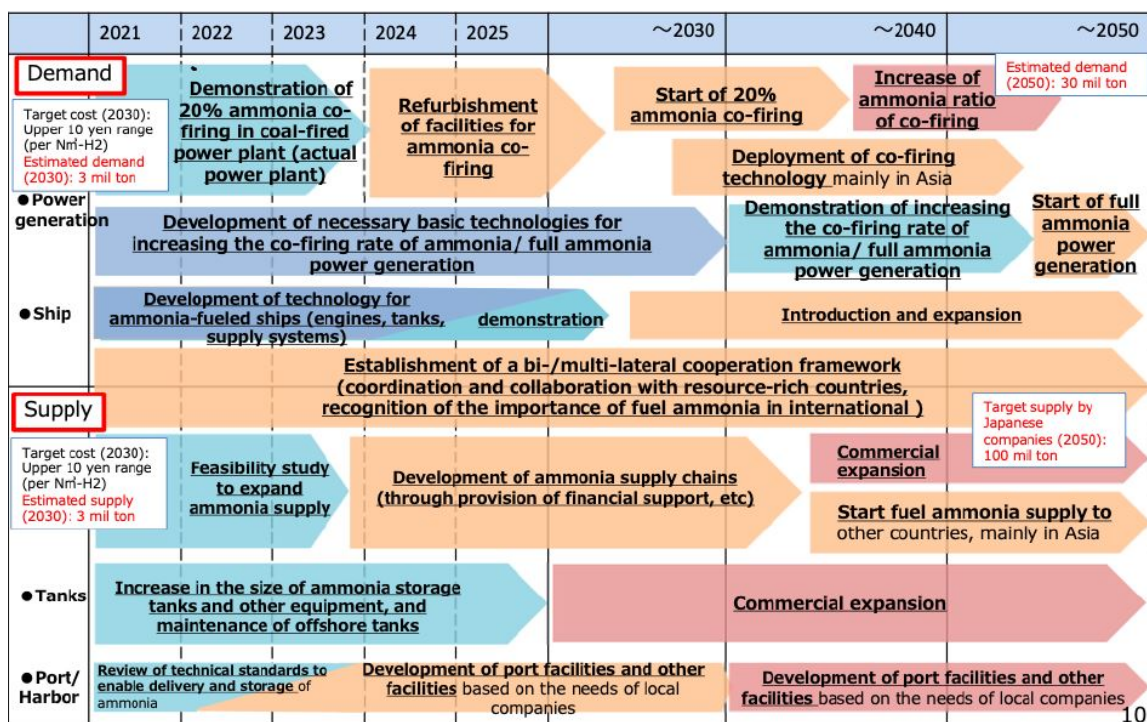 2021 2022 2023 2024 2025 ～2030 ～2040 ～2050
Demand
Target cost (2030):
Upper 10 yen range
(per N㎥-H2)
Estimated demand
(2030): 3 mil ton
Demonstration of
20% ammonia co-
firing in coal-fired
power plant (actual
power plant)
Refurbishment
of facilities for
ammonia co-
firing
Start of 20%
ammonia co-firing
Increase of
ammonia ratio
of co-firing
Estimated demand
(2050): 30 mil ton
Deployment of co-firing
technology mainly in Asia
●Power
generation
Development of necessary basic technologies for
increasing the co-firing rate of ammonia/ full ammonia
power generation
Demonstration of increasing
the co-firing rate of
ammonia/ full ammonia
power generation
Start of full
ammonia
power
generation
●Ship
Development of technology for
ammonia-fueled ships (engines, tanks,
supply systems)
demonstration
Introduction and expansion
Establishment of a bi-/multi-lateral cooperation framework
(coordination and collaboration with resource-rich countries,
recognition of the importance of fuel ammonia in international )
Supply
Target cost (2030):
Upper 10 yen range
(per N㎥-H2)
Estimated supply
(2030): 3 mil ton
Feasibility study
to expand
ammonia supply
Development of ammonia supply chains
(through provision of financial support, etc)
Commercial
expansion
Target supply by
Japanese
companies (2050):
100 mil ton
Start fuel ammonia supply to
other countries, mainly in Asia
●Tanks
Increase in the size of ammonia storage
tanks and other equipment, and
maintenance of offshore tanks
Commercial expansion
●Port/
Harbor
Review of technical standards to
enable delivery and storage of
ammonia
Development of port facilities and other
facilities based on the needs of local
companies
Development of port facilities and other
facilities based on the needs of local companies
10